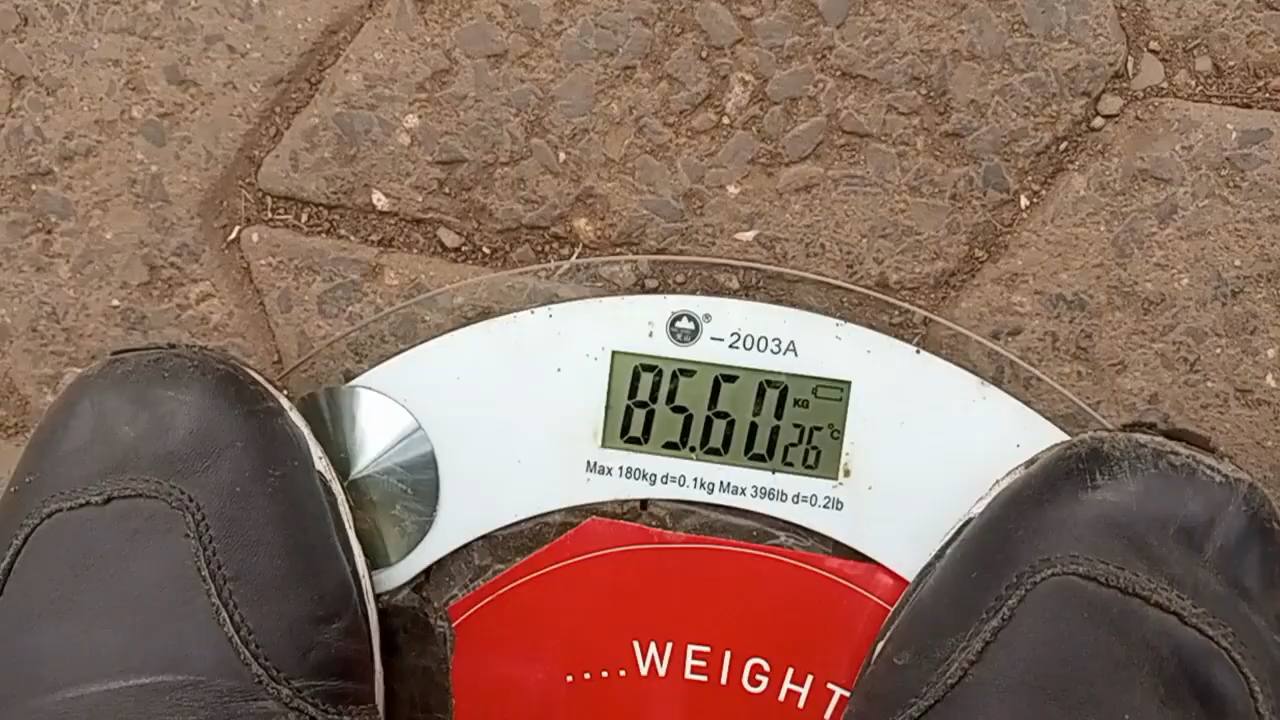 ®
-2003A
85.60 KG
26°C
Max 180kg d=0.1kg Max 396lb d=0.2lb
....WEIGHT